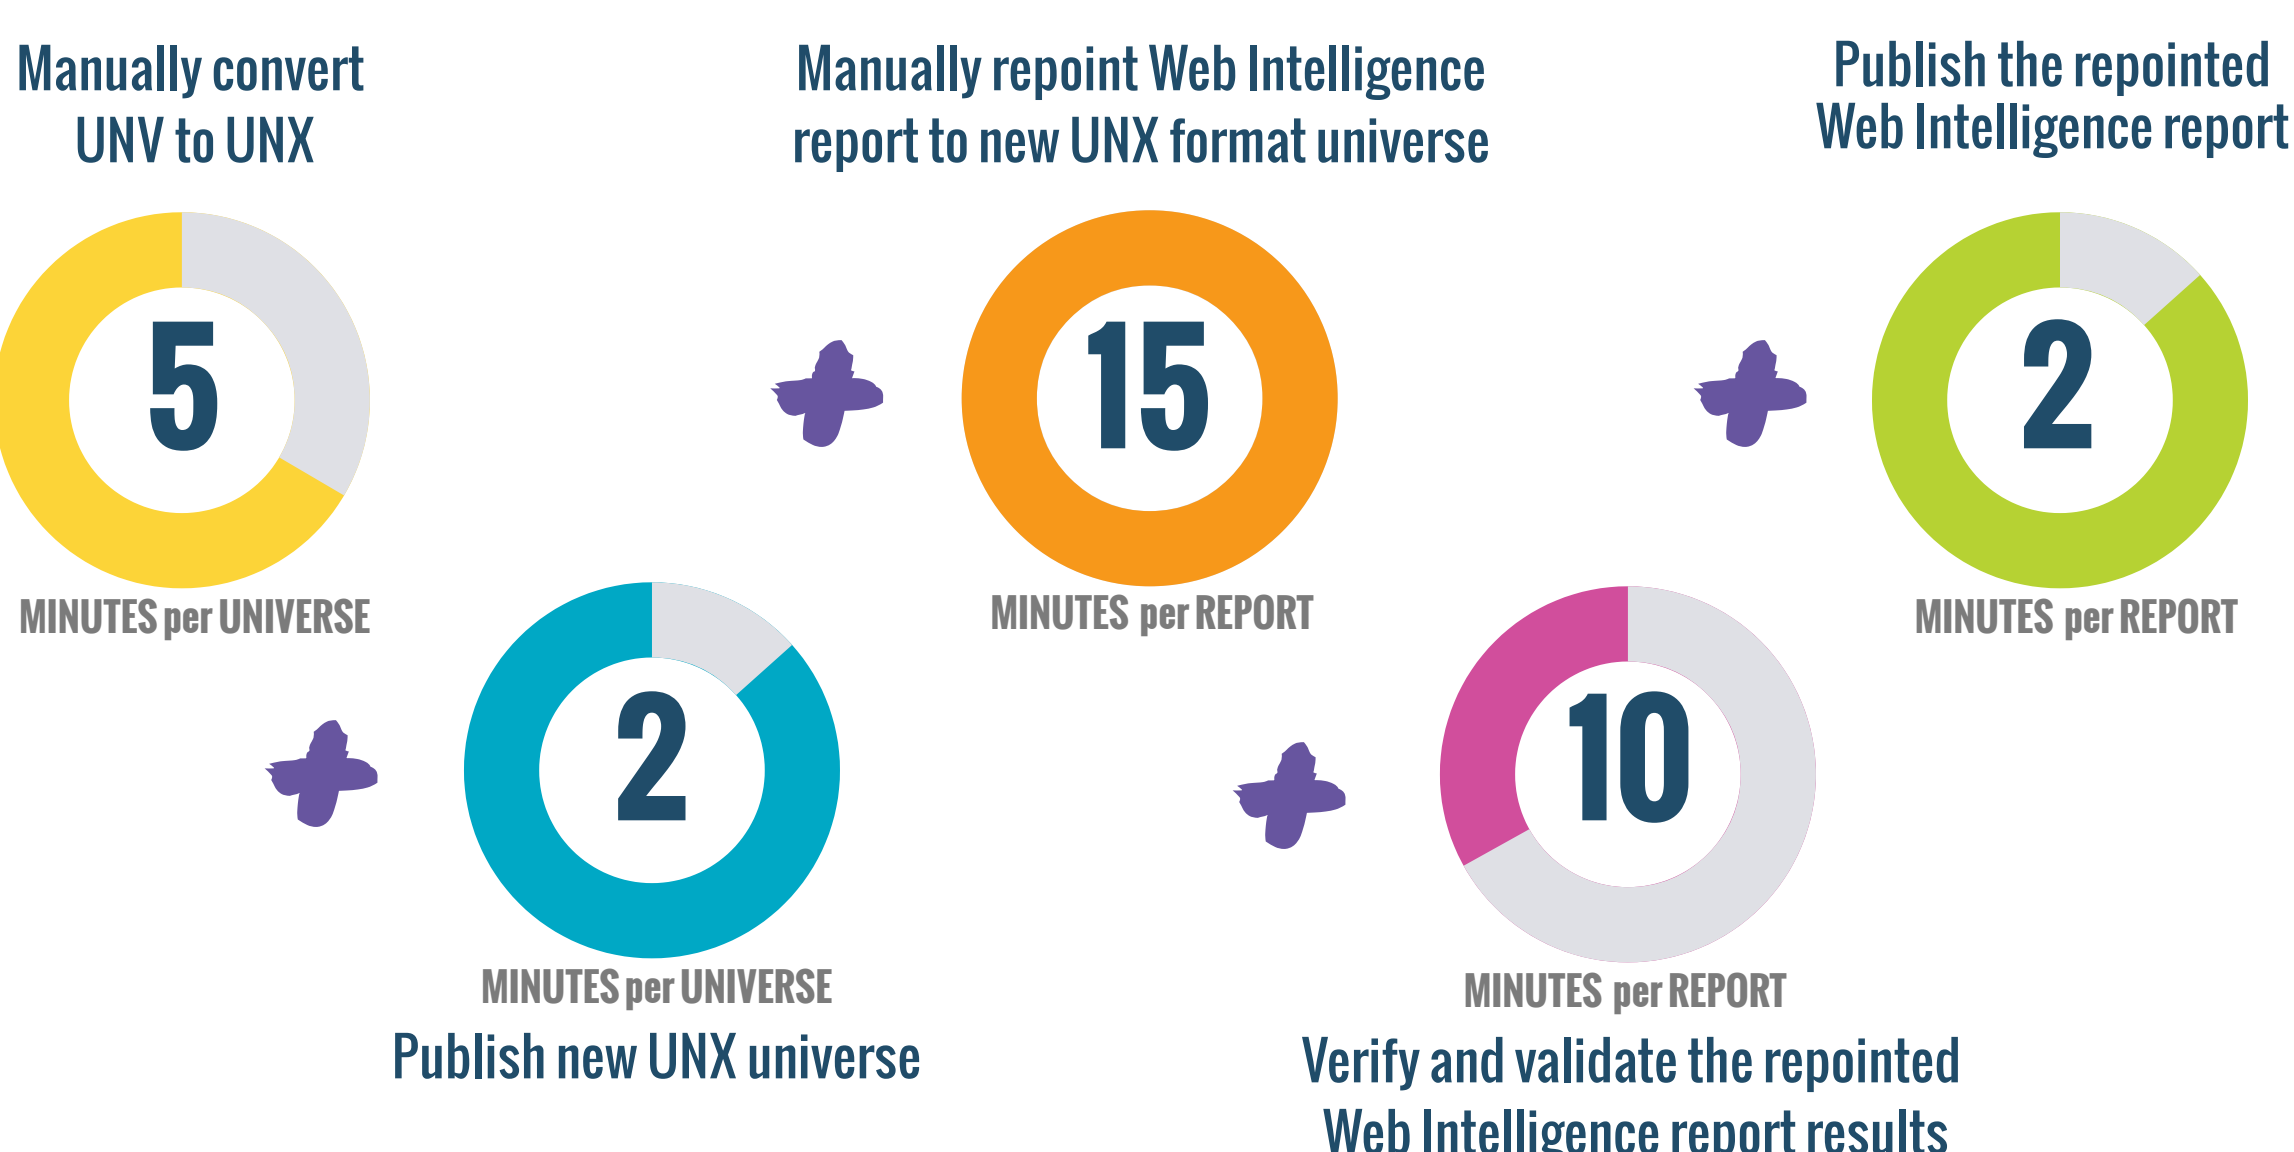 Manually convert
UNV to UNX
5
MINUTES per UNIVERSE
2
MINUTES per UNIVERSE
Publish new UNX universe
Manually repoint Web Intelligence
report to new UNX format universe
15
MINUTES per REPORT
10
MINUTES per REPORT
Verify and validate the repointed
Web Intelligence report results
Publish the repointed
Web Intelligence report
2
MINUTES per REPORT